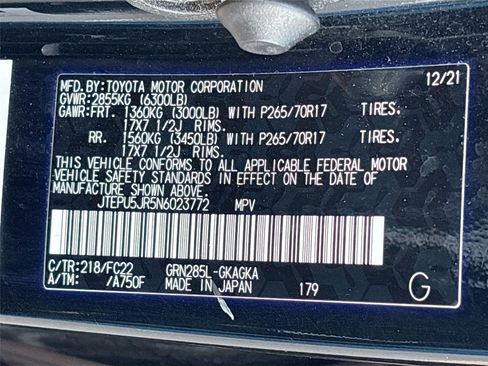 MFD. BY: TOYOTA MOTOR CORPORATION 12/21
GVWR: 2855KG (6300LB)
GAWR: FRT. 1360KG (3000LB) WITH P265/70R17 TIRES.
17X7 1/2J RIMS.
RR. 1560KG (3450LB) WITH P265/70R17 TIRES.
17X7 1/2J RIMS.
THIS VEHICLE CONFORMS TO ALL APPLICABLE FEDERAL MOTOR
VEHICLE SAFETY STANDARDS IN EFFECT ON THE DATE OF
MANUFACTURE SHOWN ABOVE.
JTEPU5JR5N6023772 MPV
C/TR: 218/FC22 GRN285L-GKAGKA
A/TM: /A750F MADE IN JAPAN 179 G